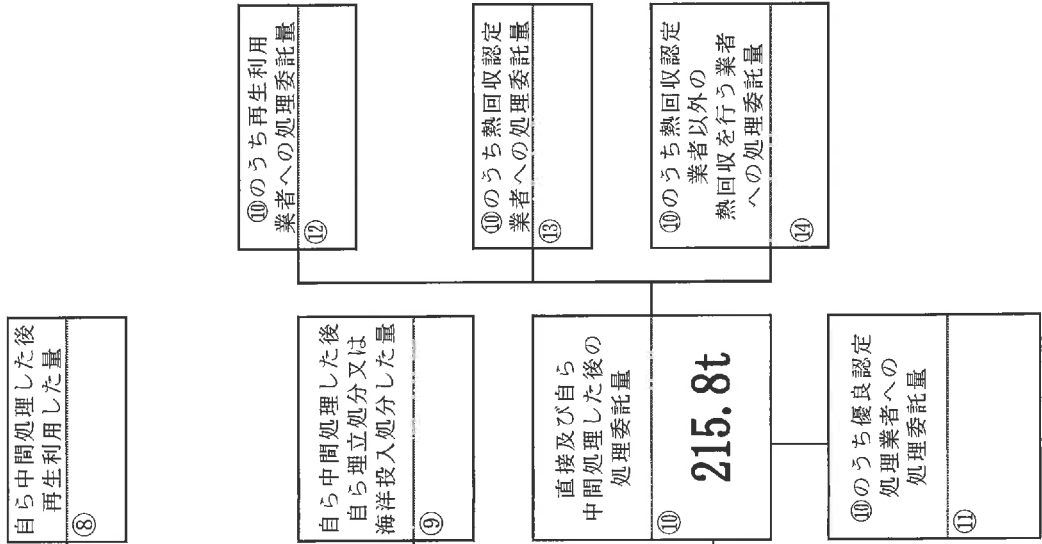 自ら中間処理した後
再生利用した量
⑧
自ら中間処理した後
自ら埋立処分又は
海洋投入処分した量
⑨
直接及び自ら
中間処理した後の
処理委託量
⑩
215.8t
⑩のうち優良認定
処理業者への
処理委託量
⑪
⑩のうち再生利用
業者への処理委託量
⑫
⑩のうち熱回収認定
業者への処理委託量
⑬
⑩のうち熱回収認定
業者以外の
熱回収を行う業者
への処理委託量
⑭